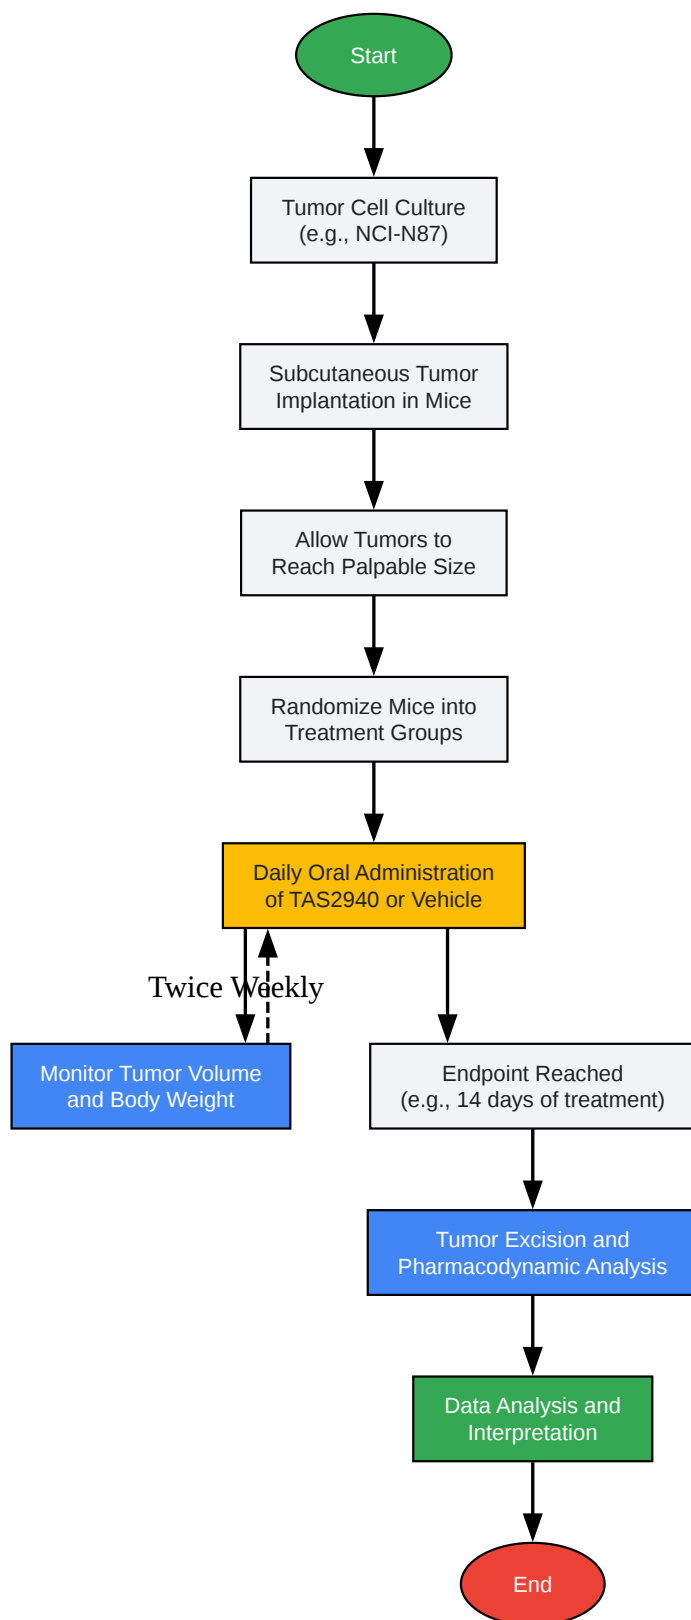 Start
Tumor Cell Culture
(e.g., NCI-N87)
Subcutaneous Tumor
Implantation in Mice
Allow Tumors to
Reach Palpable Size
Randomize Mice into
Treatment Groups
Daily Oral Administration
of TAS2940 or Vehicle
Twice Weekly
Monitor Tumor Volume
and Body Weight
Endpoint Reached
(e.g., 14 days of treatment)
Tumor Excision and
Pharmacodynamic Analysis
Data Analysis and
Interpretation
End